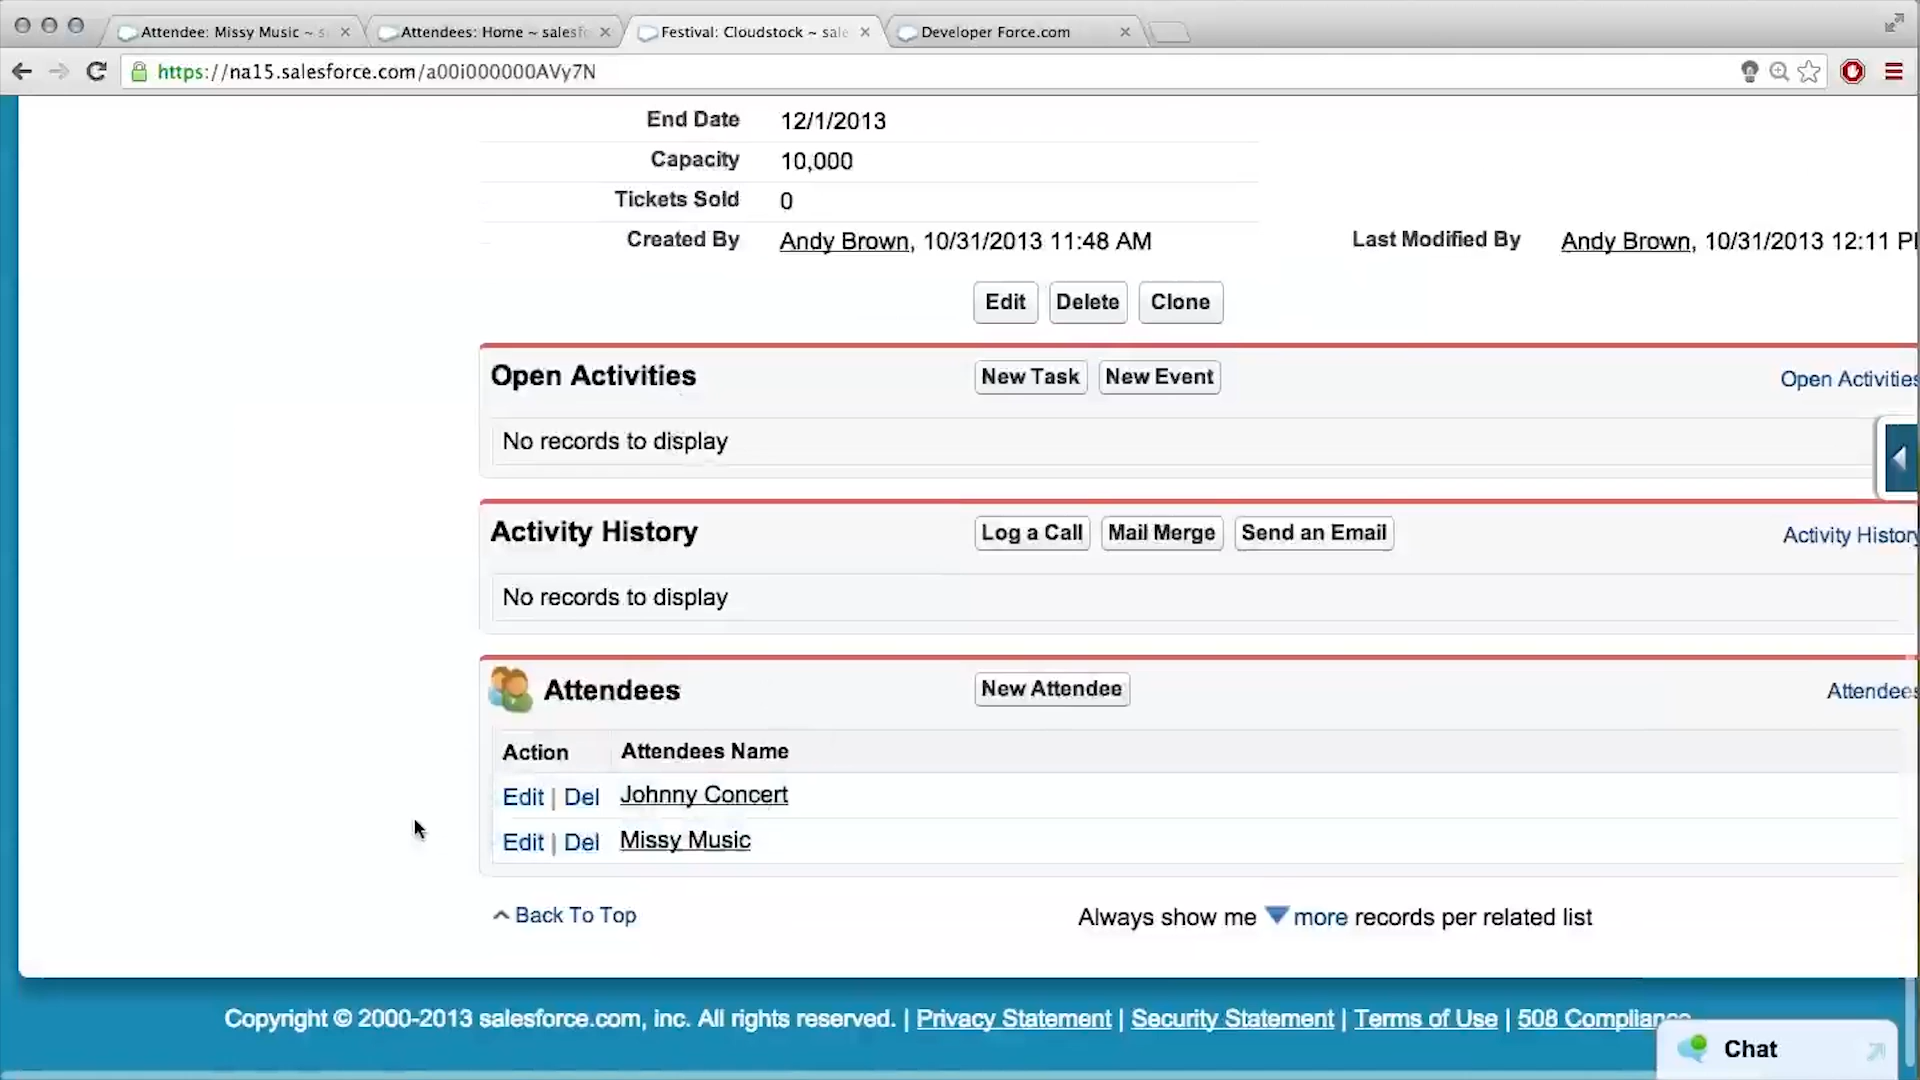 Attendee: Missy Music ~ s
Attendees: Home ~ salesf
Festival: Cloudstock ~ sale
Developer Force.com
https://na15.salesforce.com/a00i000000AVy7N
End Date 12/1/2013
Capacity 10,000
Tickets Sold 0
Created By Andy Brown, 10/31/2013 11:48 AM Last Modified By Andy Brown, 10/31/2013 12:11 P
Edit Delete Clone
Open Activities New Task New Event Open Activities
No records to display
Activity History Log a Call Mail Merge Send an Email Activity History
No records to display
Attendees New Attendee Attendees
Action Attendees Name
Edit | Del Johnny Concert
Edit | Del Missy Music
Back To Top Always show me more records per related list
Copyright © 2000-2013 salesforce.com, inc. All rights reserved. | Privacy Statement | Security Statement | Terms of Use | 508 Compliance
Chat